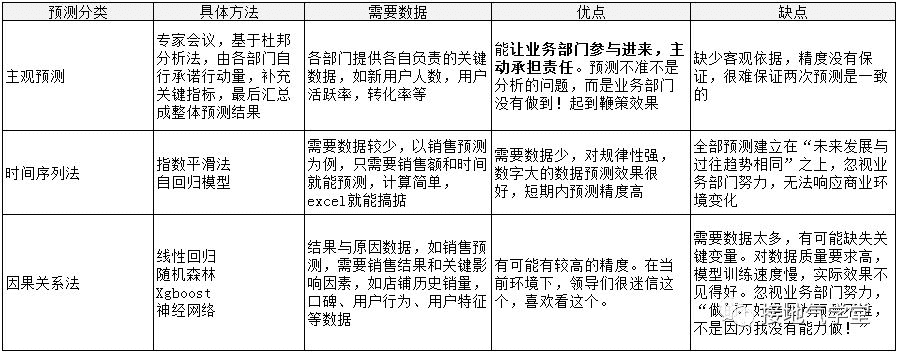 预测分类
具体方法
需要数据
优点
缺点
主观预测
专家会议，基于杜邦
分析法，由各部门自
行承诺行动量，补充
关键指标，最后汇总
成整体预测结果
各部门提供各自负责的关键
数据，如新用户人数，用户
活跃率，转化率等
能让业务部门参与进来，主
动承担责任。预测不准不是
分析的问题，而是业务部门
没有做到！起到鞭策效果
缺少客观依据，精度没有保
证，很难保证两次预测是一致
的
时间序列法
指数平滑法
自回归模型
需要数据较少，以销售预测
为例，只需要销售额和时间
就能预测，计算简单，
excel就能搞掂
需要数据少，对规律性强，
数字大的数据预测效果很
好，短期内预测精度高
全部预测建立在“未来发展与
过往趋势相同”之上，忽视业
务部门努力，无法响应商业环
境变化
因果关系法
线性回归
随机森林
Xgboost
神经网络
结果与原因数据，如销售预
测，需要销售结果和关键影
响因素，如店铺历史销量，
口碑、用户行为、用户特征
等数据
有可能有较高的精度。在当
前环境下，领导们很迷信这
个，喜欢看这个。
需要数据太多，有可能缺失关
键变量。对数据质量要求高，
模型训练速度慢，实际效果不
见得好。忽视业务部门努力，
“做
不是因为我没有能力做！”
接地气学堂